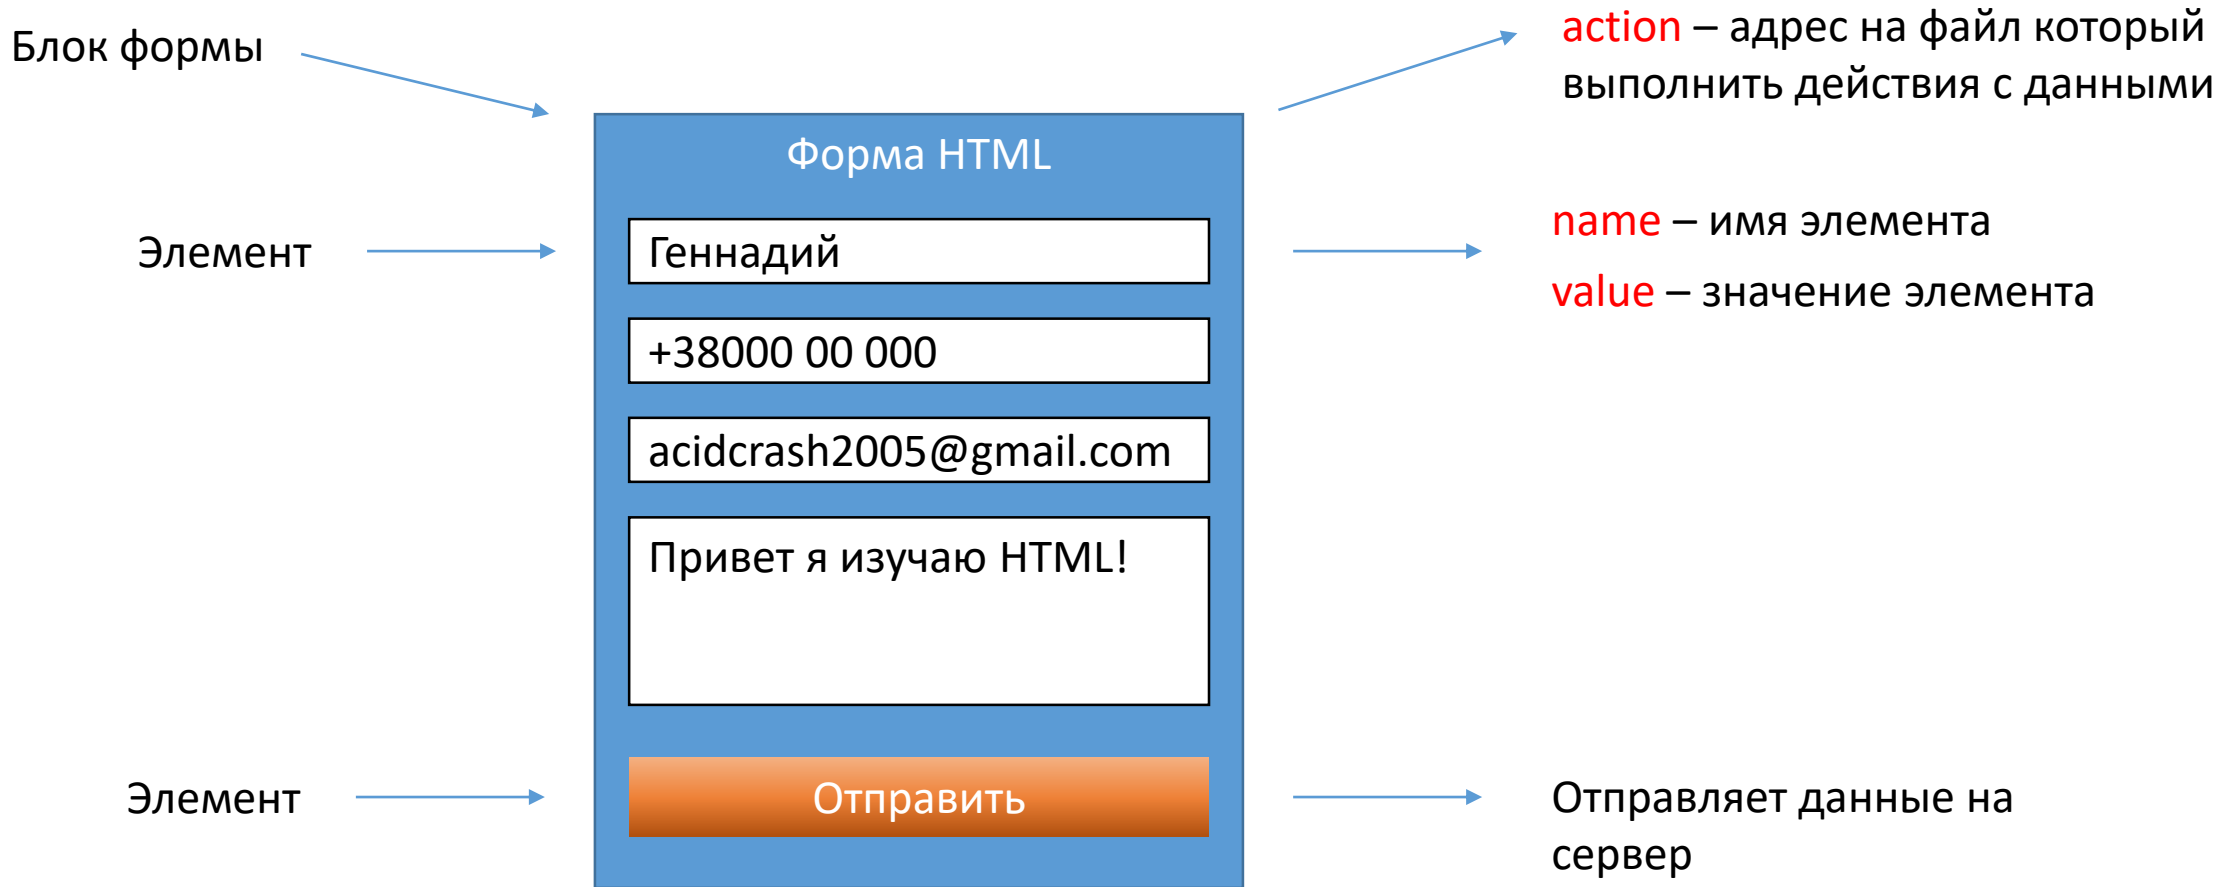 Блок формы
action – адрес на файл который
выполнить действия с данными
Форма HTML
Элемент
Геннадий
name – имя элемента
value – значение элемента
+38000 00 000
acidcrash2005@gmail.com
Привет я изучаю HTML!
Элемент
Отправить
Отправляет данные на
сервер